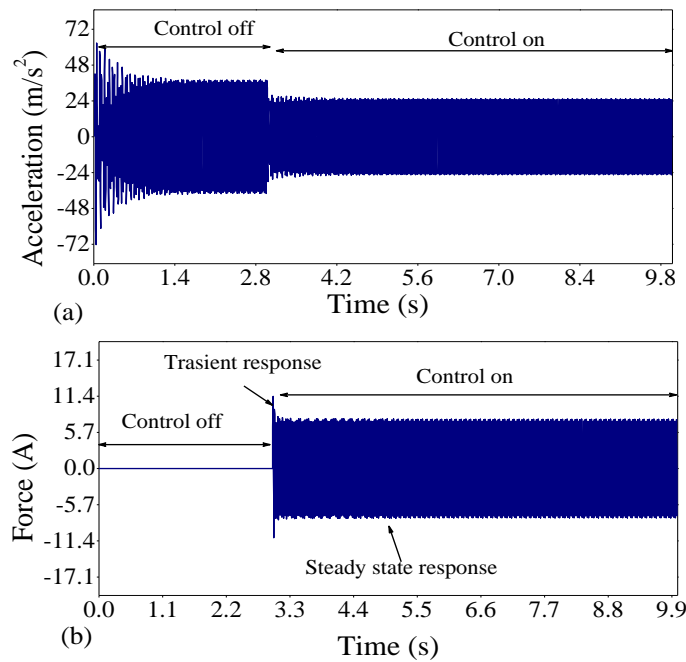 Control off
Control on
Acceleration (m/s²)
72
48
24
0
-24
-48
-72
0.0 1.4 2.8 4.2 5.6 7.0 8.4 9.8
Time (s)
(a)
Trasient response
Control on
Control off
Force (A)
17.1
11.4
5.7
0.0
-5.7
-11.4
-17.1
Steady state response
0.0 1.1 2.2 3.3 4.4 5.5 6.6 7.7 8.8 9.9
(b)
Time (s)